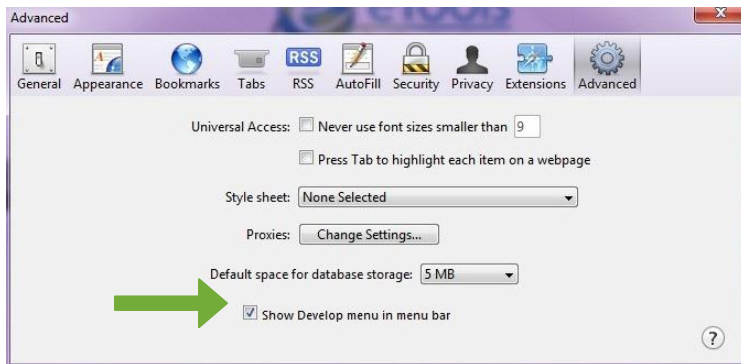 Advanced
eTools
x
RSS
General Appearance Bookmarks Tabs RSS AutoFill Security Privacy Extensions Advanced
Universal Access: Never use font sizes smaller than 9
Press Tab to highlight each item on a webpage
Style sheet: None Selected
Proxies: Change Settings...
Default space for database storage: 5 MB
Show Develop menu in menu bar
?